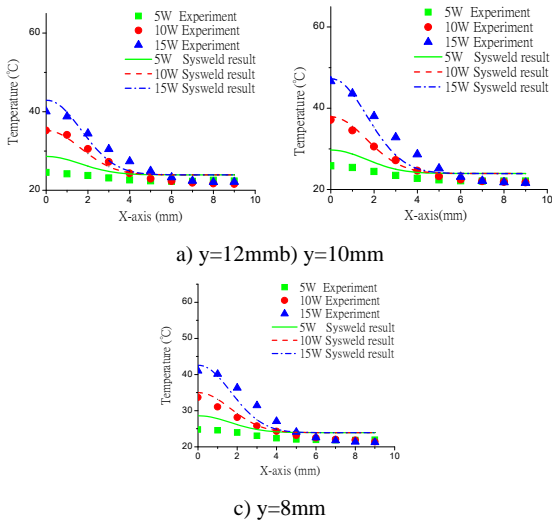 5W Experiment
10W Experiment
15W Experiment
5W Sysweld result
10W Sysweld result
15W Sysweld result
Temperature (℃)
60
40
20
0 2 4 6 8 10
X-axis (mm)
5W Experiment
10W Experiment
15W Experiment
5W Sysweld result
10W Sysweld result
15W Sysweld result
Temperature (℃)
60
40
20
0 2 4 6 8 10
X-axis(mm)
a) y=12mmb) y=10mm
5W Experiment
10W Experiment
15W Experiment
5W Sysweld result
10W Sysweld result
15W Sysweld result
Temperature (℃)
60
50
40
30
20
0 2 4 6 8 10
X-axis (mm)
c) y=8mm